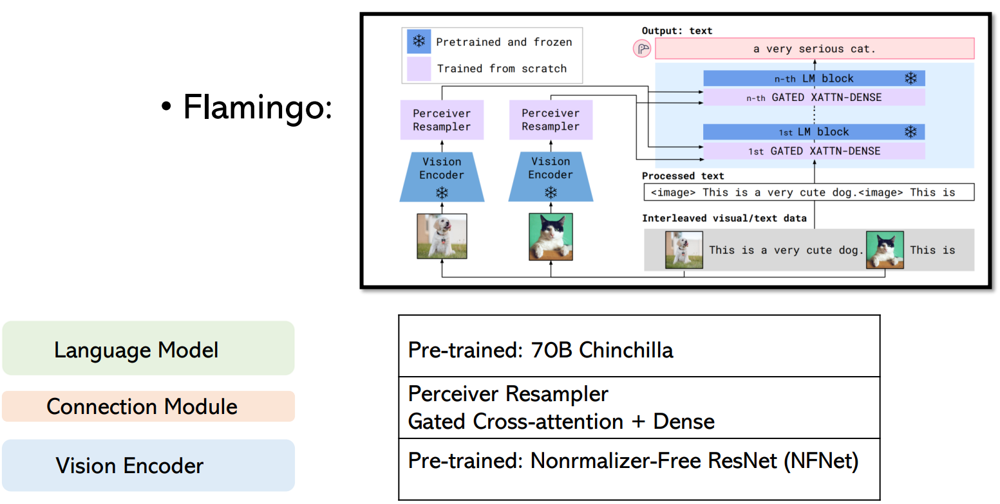 • Flamingo:
Pretrained and frozen
Trained from scratch
Perceiver
Resampler
Perceiver
Resampler
Vision
Encoder
Vision
Encoder
Output: text
a very serious cat.
n-th LM block
n-th GATED XATTN-DENSE
1st LM block
1st GATED XATTN-DENSE
Processed text
<image> This is a very cute dog.<image> This is
Interleaved visual/text data
This is a very cute dog. This is
Language Model
Pre-trained: 70B Chinchilla
Connection Module
Perceiver Resampler
Gated Cross-attention + Dense
Vision Encoder
Pre-trained: Nonrmalizer-Free ResNet (NFNet)